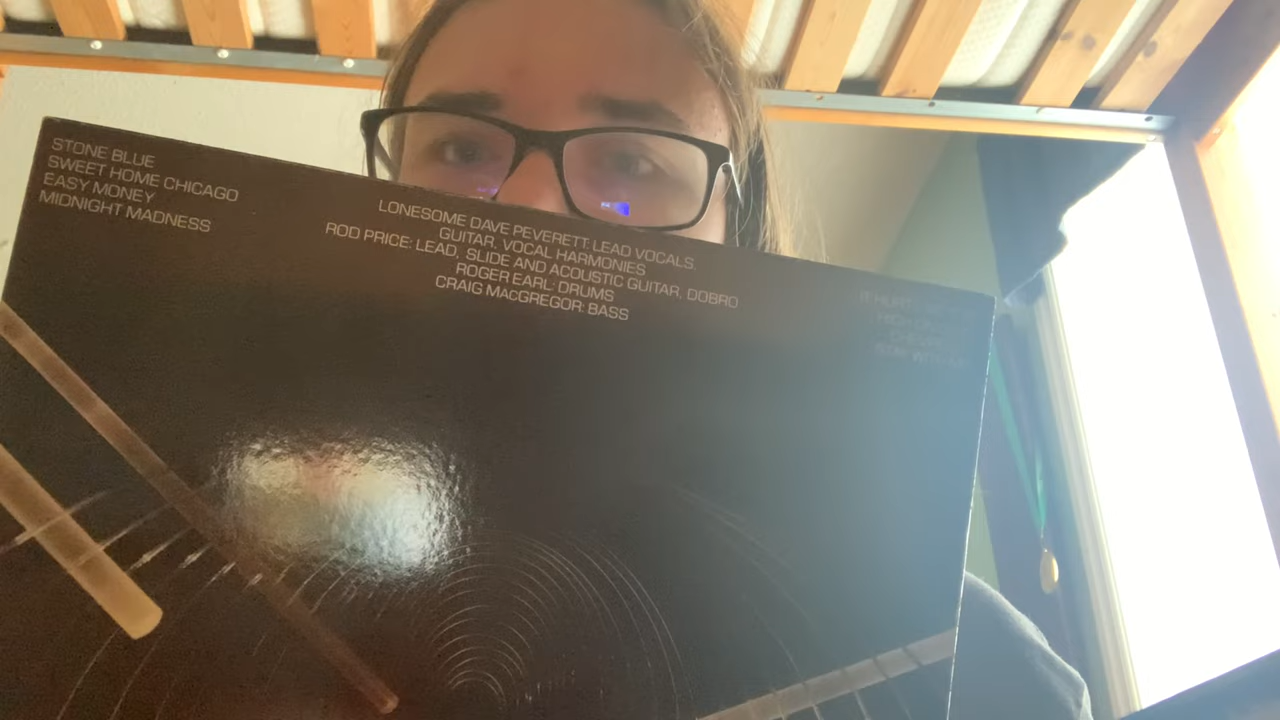 STONE BLUE
SWEET HOME CHICAGO
EASY MONEY
MIDNIGHT MADNESS
LONESOME DAVE PEVERETT: LEAD VOCALS,
GUITAR, VOCAL HARMONIES
ROD PRICE: LEAD, SLIDE AND ACOUSTIC GUITAR, DOBRO
ROGER EARL: DRUMS
CRAIG MacGREGOR: BASS